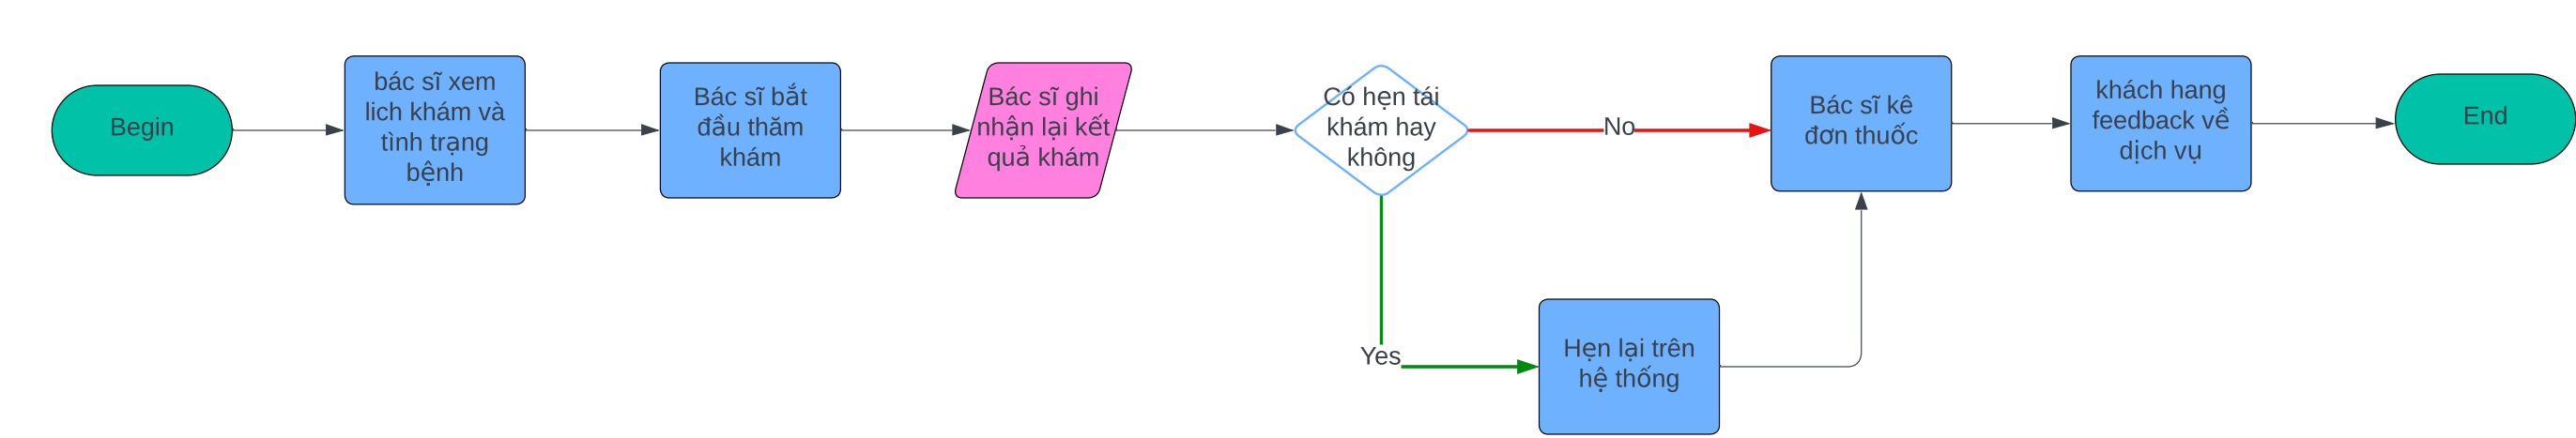 Begin
bác sĩ xem
lich khám và
tình trạng
bệnh
Bác sĩ bắt
đầu thăm
khám
Bác sĩ ghi
nhận lại kết
quả khám
Có hẹn tái
khám hay
không
No
Bác sĩ kê
đơn thuốc
khách hang
feedback về
dịch vụ
End
Yes
Hẹn lại trên
hệ thống